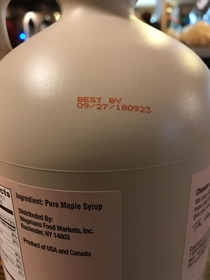 BEST BY
09/27/180923
Ingredient: Pure Maple Syrup
Distributed By:
Wegmans Food Markets, Inc.
Rochester, NY 14603
Product of USA and Canada